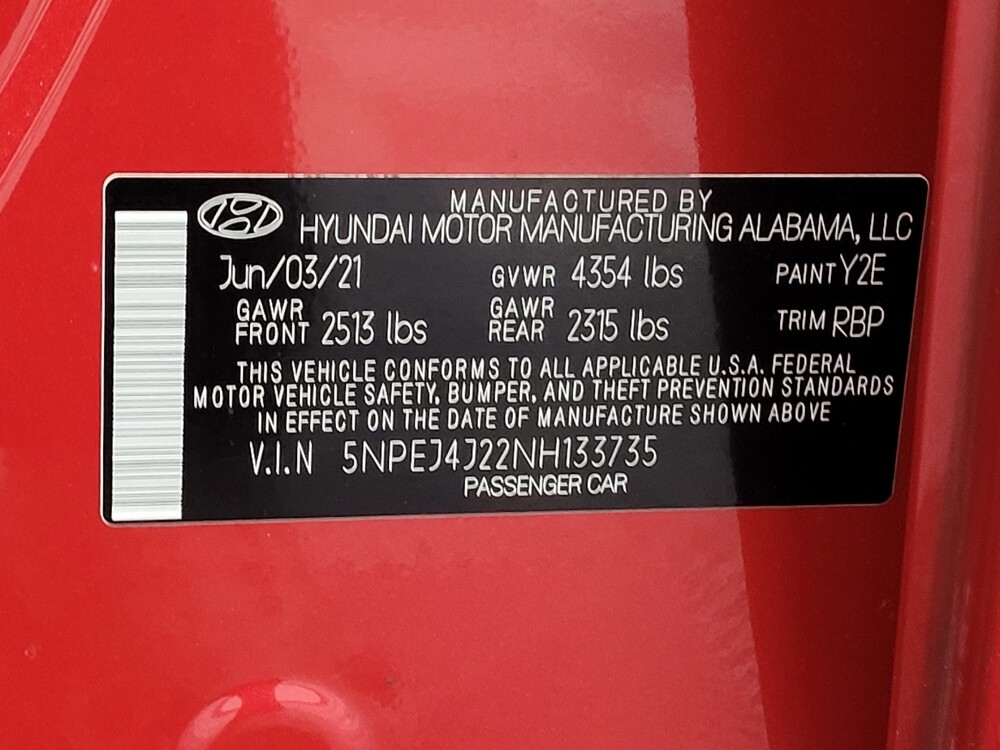 MANUFACTURED BY
HYUNDAI MOTOR MANUFACTURING ALABAMA, LLC
Jun/03/21 GVWR 4354 lbs PAINT Y2E
GAWR FRONT 2513 lbs GAWR REAR 2315 lbs TRIM RBP
THIS VEHICLE CONFORMS TO ALL APPLICABLE U.S.A. FEDERAL
MOTOR VEHICLE SAFETY, BUMPER, AND THEFT PREVENTION STANDARDS
IN EFFECT ON THE DATE OF MANUFACTURE SHOWN ABOVE
V.I.N 5NPEJ4J22NH133735
PASSENGER CAR